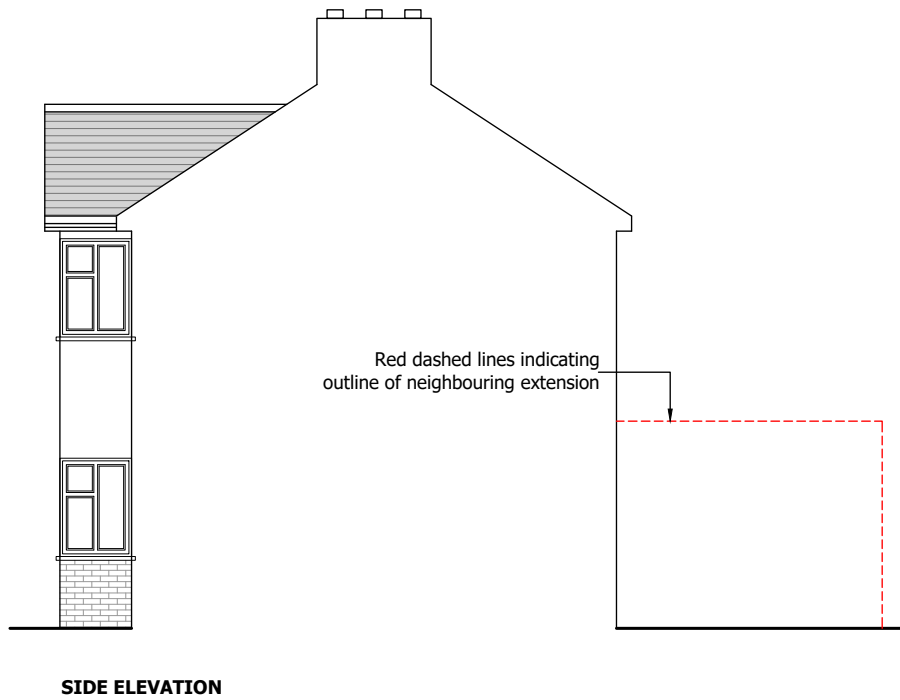 Red dashed lines indicating
outline of neighbouring extension
SIDE ELEVATION